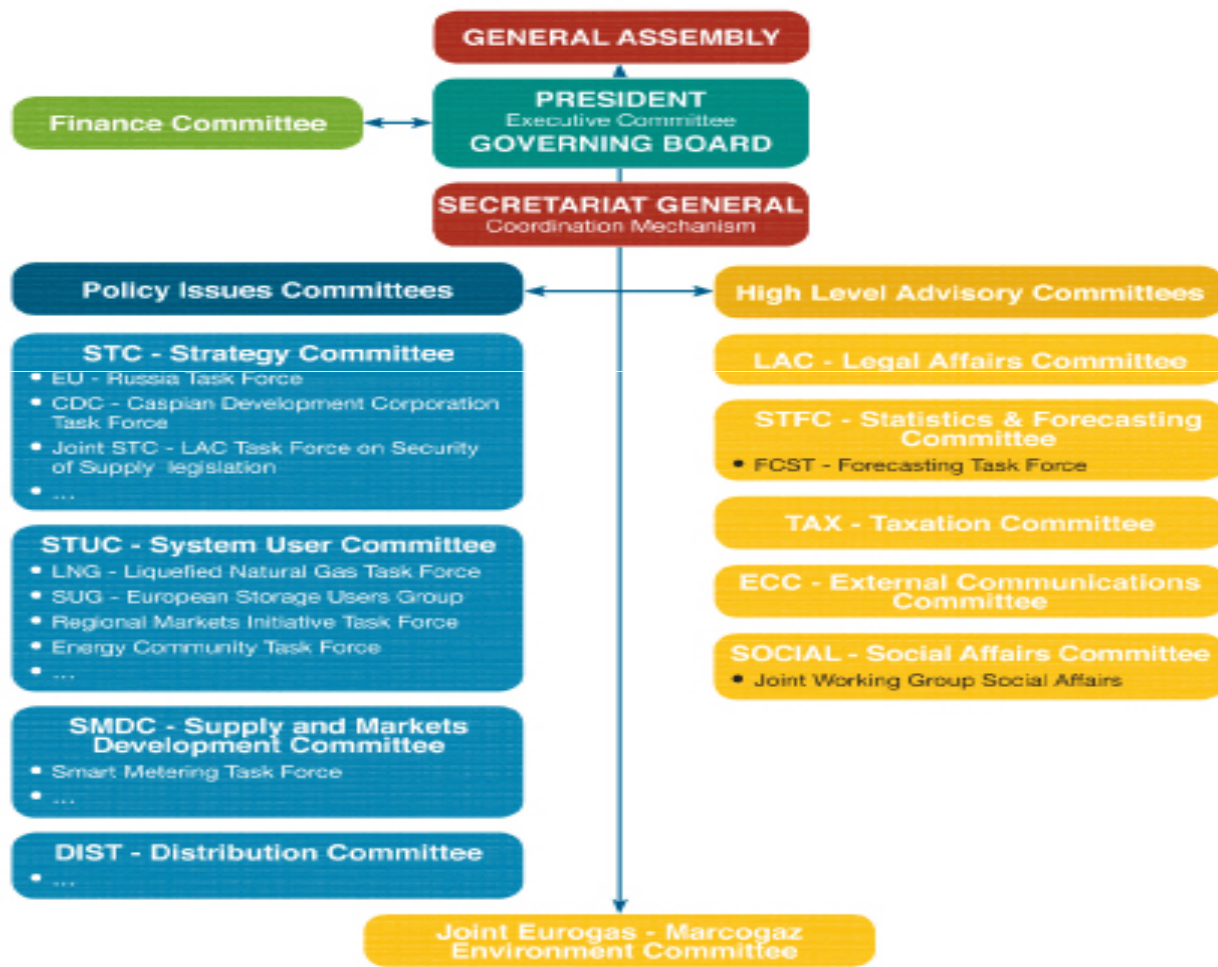 GENERAL ASSEMBLY
PRESIDENT
Executive Committee
GOVERNING BOARD
Finance Committee
SECRETARIAT GENERAL
Coordination Mechanism
Policy Issues Committees
STC - Strategy Committee
• EU - Russia Task Force
• CDC - Caspian Development Corporation
Task Force
• Joint STC - LAC Task Force on Security
of Supply legislation
• ...
STUC - System User Committee
• LNG - Liquefied Natural Gas Task Force
• SUG - European Storage Users Group
• Regional Markets Initiative Task Force
• Energy Community Task Force
• ...
SMDC - Supply and Markets
Development Committee
• Smart Metering Task Force
• ...
DIST - Distribution Committee
• ...
High Level Advisory Committees
LAC - Legal Affairs Committee
STFC - Statistics & Forecasting
Committee
• FCST - Forecasting Task Force
TAX - Taxation Committee
ECC - External Communications
Committee
SOCIAL - Social Affairs Committee
• Joint Working Group Social Affairs
Joint Eurogas - Marcogaz
Environment Committee